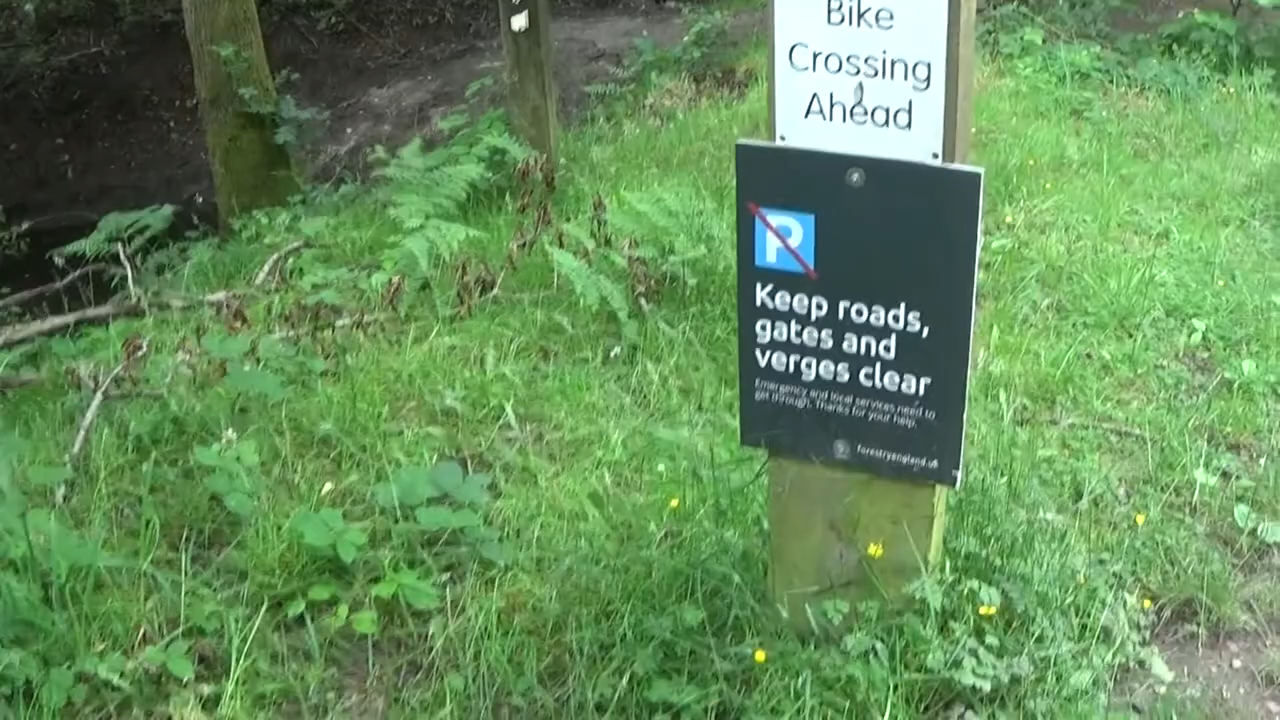 Bike
Crossing
Ahead
P
Keep roads,
gates and
verges clear
Emergency and local services need to
get through. Thanks for your help.
forestryengland.uk